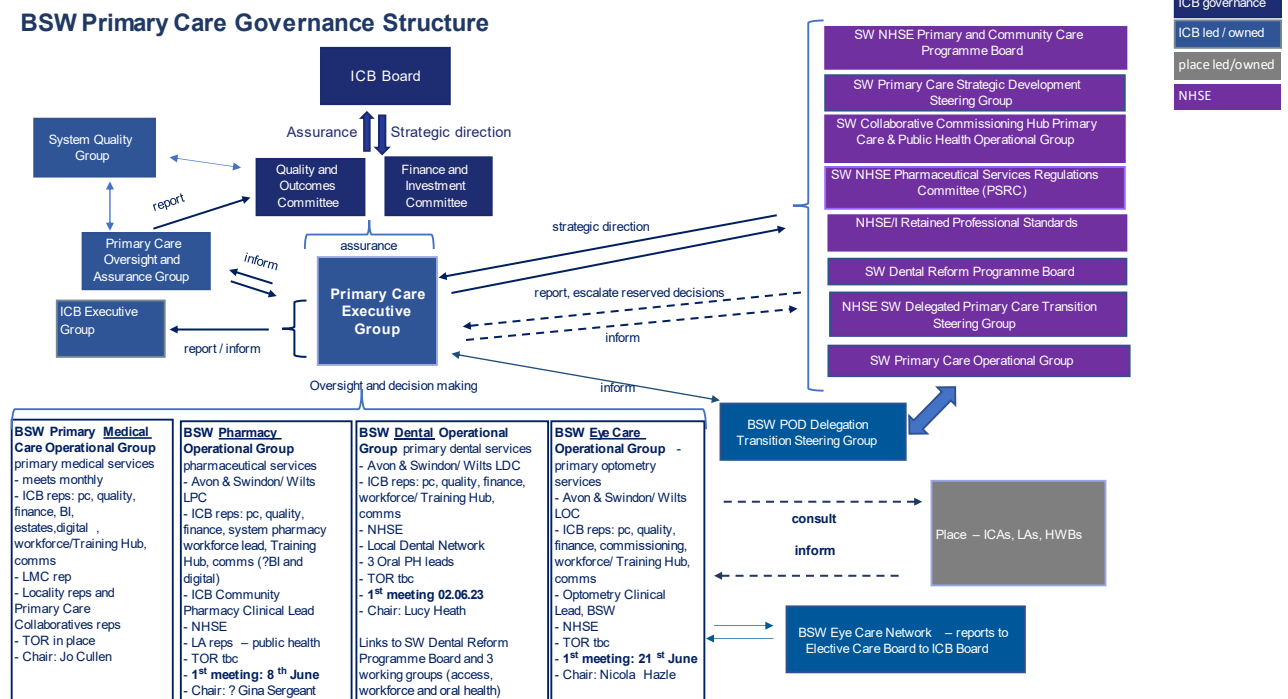 BSW Primary Care Governance Structure
ICB governance
ICB led / owned
place led/owned
NHSE
ICB Board
Assurance
Strategic direction
System Quality
Group
Quality and
Outcomes
Committee
Finance and
Investment
Committee
report
assurance
Primary Care
Oversight and
Assurance Group
inform
Primary Care
Executive
Group
ICB Executive
Group
report / inform
strategic direction
report, escalate reserved decisions
inform
inform
SW NHSE Primary and Community Care
Programme Board
SW Primary Care Strategic Development
Steering Group
SW Collaborative Commissioning Hub Primary
Care & Public Health Operational Group
SW NHSE Pharmaceutical Services Regulations
Committee (PSRC)
NHSE/I Retained Professional Standards
SW Dental Reform Programme Board
NHSE SW Delegated Primary Care Transition
Steering Group
SW Primary Care Operational Group
BSW POD Delegation
Transition Steering Group
Oversight and decision making
BSW Primary Medical
Care Operational Group
primary medical services
- meets monthly
- ICB reps: pc, quality,
finance, BI,
estates,digital ,
workforce/Training Hub,
comms
- LMC rep
- Locality reps and
Primary Care
Collaboratives reps
- TOR in place
- Chair: Jo Cullen
BSW Pharmacy
Operational Group
pharmaceutical services
- Avon & Swindon/ Wilts
LPC
- ICB reps: pc, quality,
finance, system pharmacy
workforce lead, Training
Hub, comms (?BI and
digital)
- ICB Community
Pharmacy Clinical Lead
- NHSE
- LA reps – public health
- TOR tbc
- 1st meeting: 8 th June
- Chair: ? Gina Sergeant
BSW Dental Operational
Group primary dental services
- Avon & Swindon/ Wilts LDC
- ICB reps: pc, quality, finance,
workforce/ Training Hub,
comms
- NHSE
- Local Dental Network
- 3 Oral PH leads
- TOR tbc
- 1st meeting 02.06.23
- Chair: Lucy Heath
Links to SW Dental Reform
Programme Board and 3
working groups (access,
workforce and oral health)
BSW Eye Care
Operational Group -
primary optometry
services
- Avon & Swindon/ Wilts
LOC
- ICB reps: pc, quality,
finance, commissioning,
workforce/ Training Hub,
comms
- Optometry Clinical
Lead, BSW
- NHSE
- TOR tbc
- 1st meeting: 21 st June
- Chair: Nicola Hazle
consult
inform
Place – ICAs, LAs, HWBs
BSW Eye Care Network – reports to
Elective Care Board to ICB Board